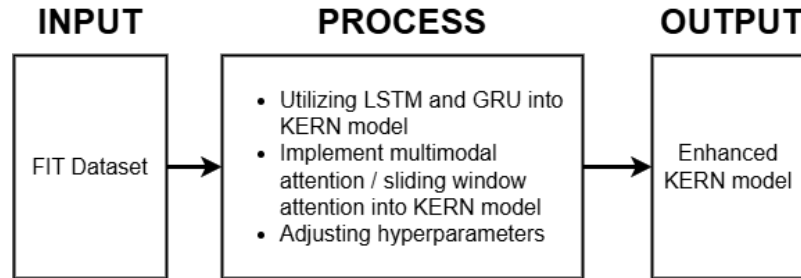 INPUT
PROCESS
OUTPUT
FIT Dataset
• Utilizing LSTM and GRU into
KERN model
• Implement multimodal
attention / sliding window
attention into KERN model
• Adjusting hyperparameters
Enhanced
KERN model